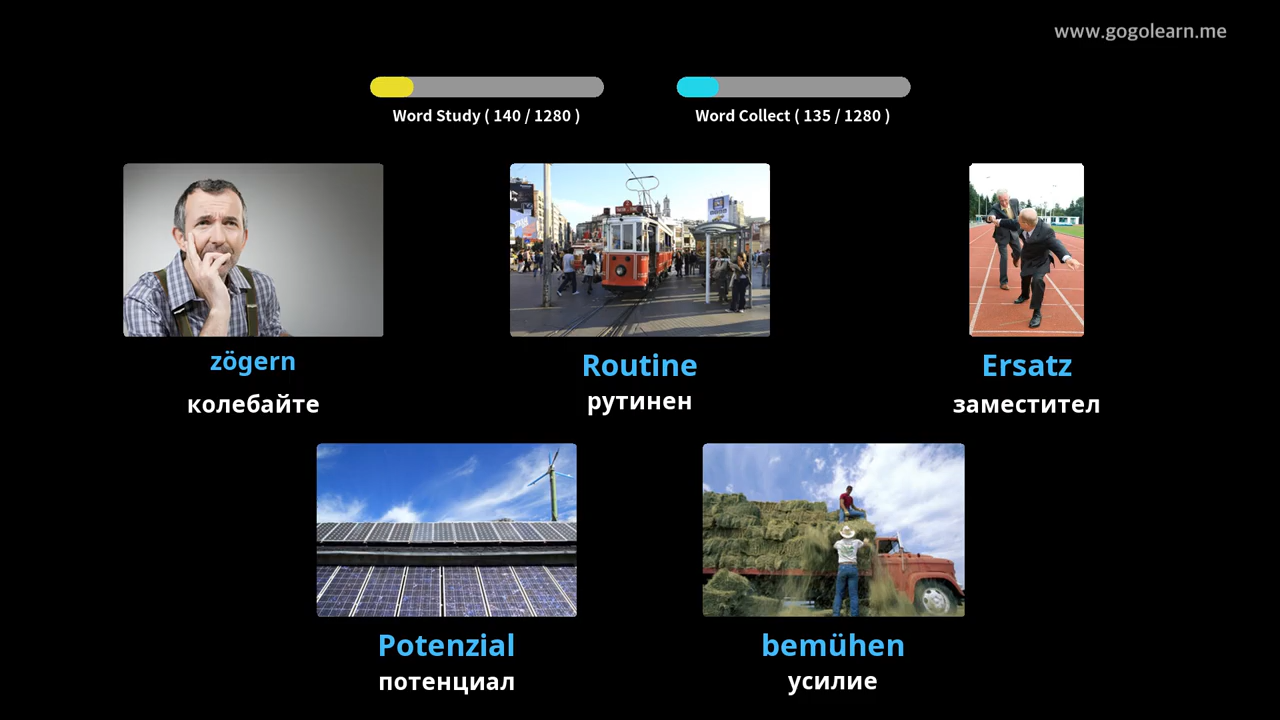 www.gogolearn.me
Word Study ( 140 / 1280 )
Word Collect ( 135 / 1280 )
zögern
колебайте
Routine
рутинен
Ersatz
заместител
Potenzial
потенциал
bemühen
усилие